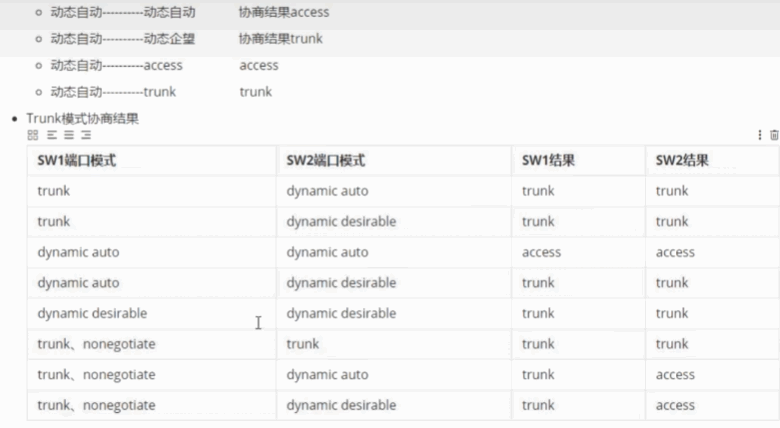 动态自动----------动态自动 协商结果access
动态自动----------动态企望 协商结果trunk
动态自动----------access access
动态自动----------trunk trunk
Trunk模式协商结果
SW1端口模式 SW2端口模式 SW1结果 SW2结果
trunk dynamic auto trunk trunk
trunk dynamic desirable trunk trunk
dynamic auto dynamic auto access access
dynamic auto dynamic desirable trunk trunk
dynamic desirable dynamic desirable trunk trunk
trunk、nonegotiate trunk trunk trunk
trunk、nonegotiate dynamic auto trunk access
trunk、nonegotiate dynamic desirable trunk access